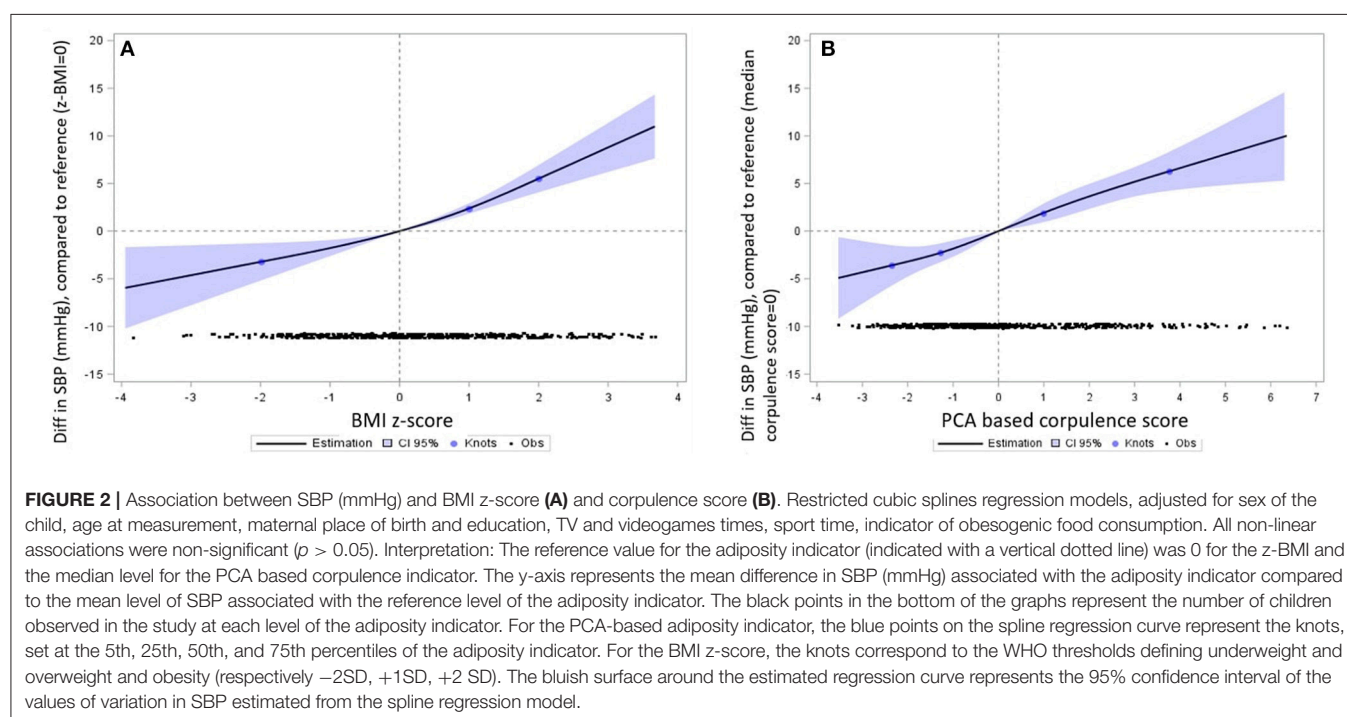 A
Diff in SBP (mmHg), compared to reference (z-BMI=0)
20
15
10
5
0
-5
-10
-15
-4 -3 -2 -1 0 1 2 3 4
BMI z-score
Estimation CI 95% Knots Obs
B
Diff in SBP (mmHg), compared to reference (median
corpulence score=0)
20
15
10
5
0
-5
-10
-15
-4 -3 -2 -1 0 1 2 3 4 5 6 7
PCA based corpulence score
Estimation CI 95% Knots Obs
FIGURE 2 | Association between SBP (mmHg) and BMI z-score (A) and corpulence score (B). Restricted cubic splines regression models, adjusted for sex of the
child, age at measurement, maternal place of birth and education, TV and videogames times, sport time, indicator of obesogenic food consumption. All non-linear
associations were non-significant (p > 0.05). Interpretation: The reference value for the adiposity indicator (indicated with a vertical dotted line) was 0 for the z-BMI and
the median level for the PCA based corpulence indicator. The y-axis represents the mean difference in SBP (mmHg) associated with the adiposity indicator compared
to the mean level of SBP associated with the reference level of the adiposity indicator. The black points in the bottom of the graphs represent the number of children
observed in the study at each level of the adiposity indicator. For the PCA-based adiposity indicator, the blue points on the spline regression curve represent the knots,
set at the 5th, 25th, 50th, and 75th percentiles of the adiposity indicator. For the BMI z-score, the knots correspond to the WHO thresholds defining underweight and
overweight and obesity (respectively −2SD, +1SD, +2 SD). The bluish surface around the estimated regression curve represents the 95% confidence interval of the
values of variation in SBP estimated from the spline regression model.